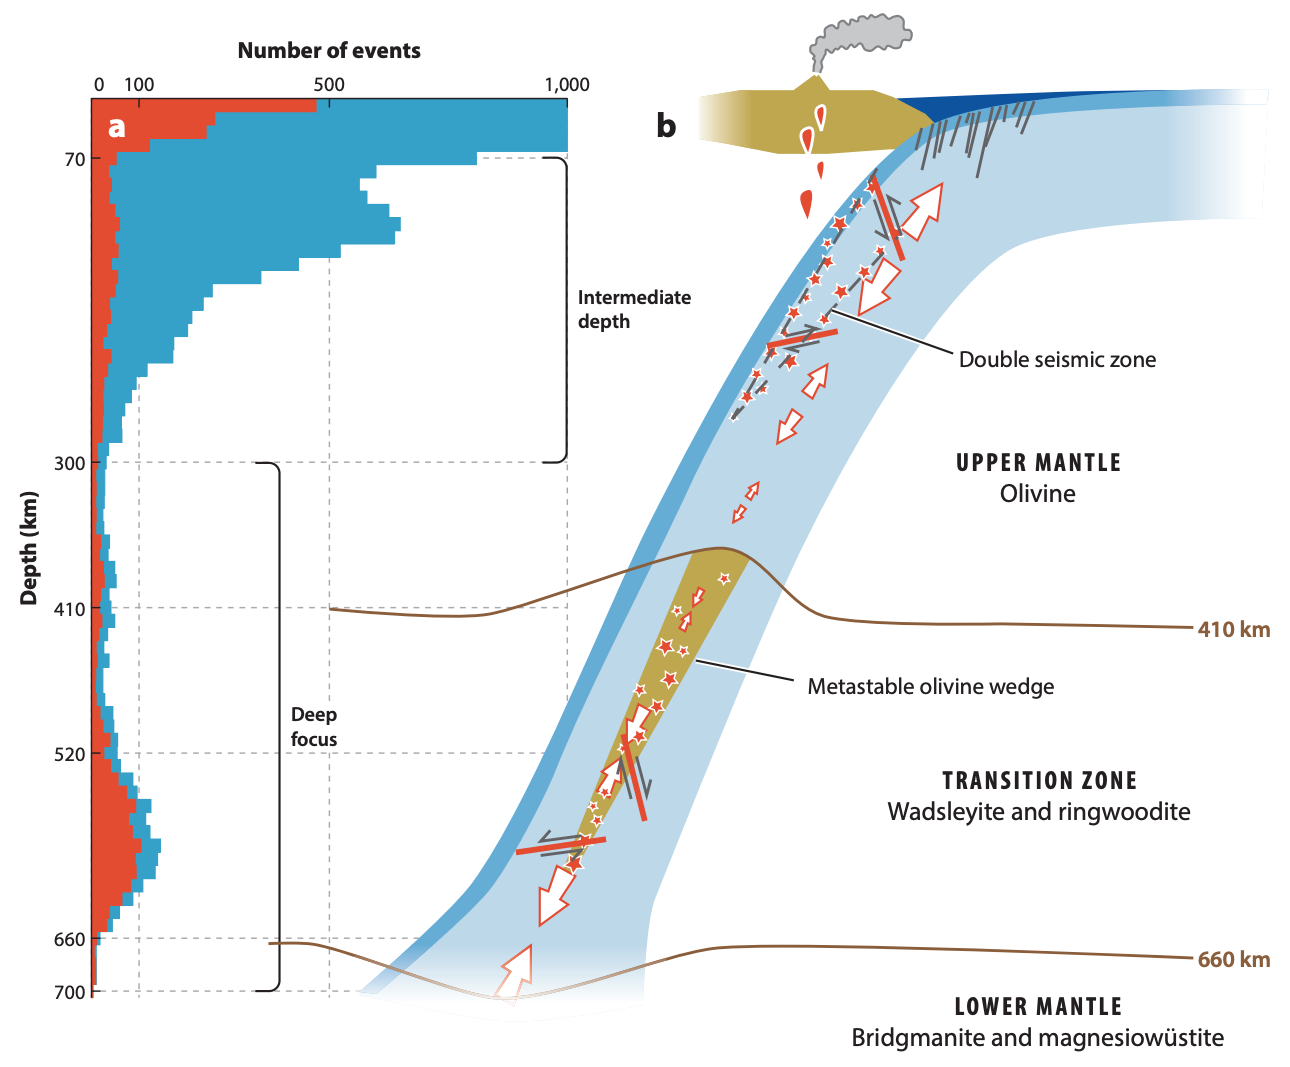 Number of events
0 100 500 1,000
a
b
70
Intermediate
depth
Double seismic zone
300
UPPER MANTLE
Olivine
Depth (km)
410
410 km
Metastable olivine wedge
Deep
focus
520
TRANSITION ZONE
Wadsleyite and ringwoodite
660
660 km
700
LOWER MANTLE
Bridgmanite and magnesiowüstite